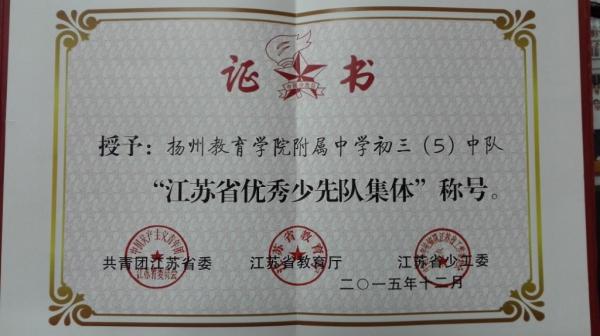 证书
授予：扬州教育学院附属中学初三（5）中队
“江苏省优秀少先队集体”称号。
共青团江苏省委 江苏省教育厅 江苏省少工委
二〇一五年十二月